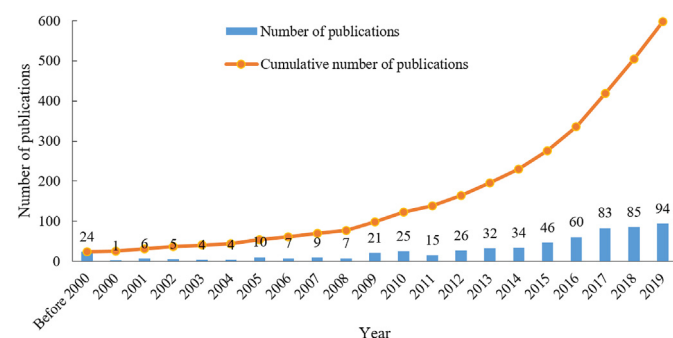 600
500
400
300
200
100
0
Number of publications
Number of publications
Cumulative number of publications
24 1 6 5 4 4 10 7 9 7 21 25 15 26 32 34 46 60 83 85 94
Before 2000 2000 2001 2002 2003 2004 2005 2006 2007 2008 2009 2010 2011 2012 2013 2014 2015 2016 2017 2018 2019
Year